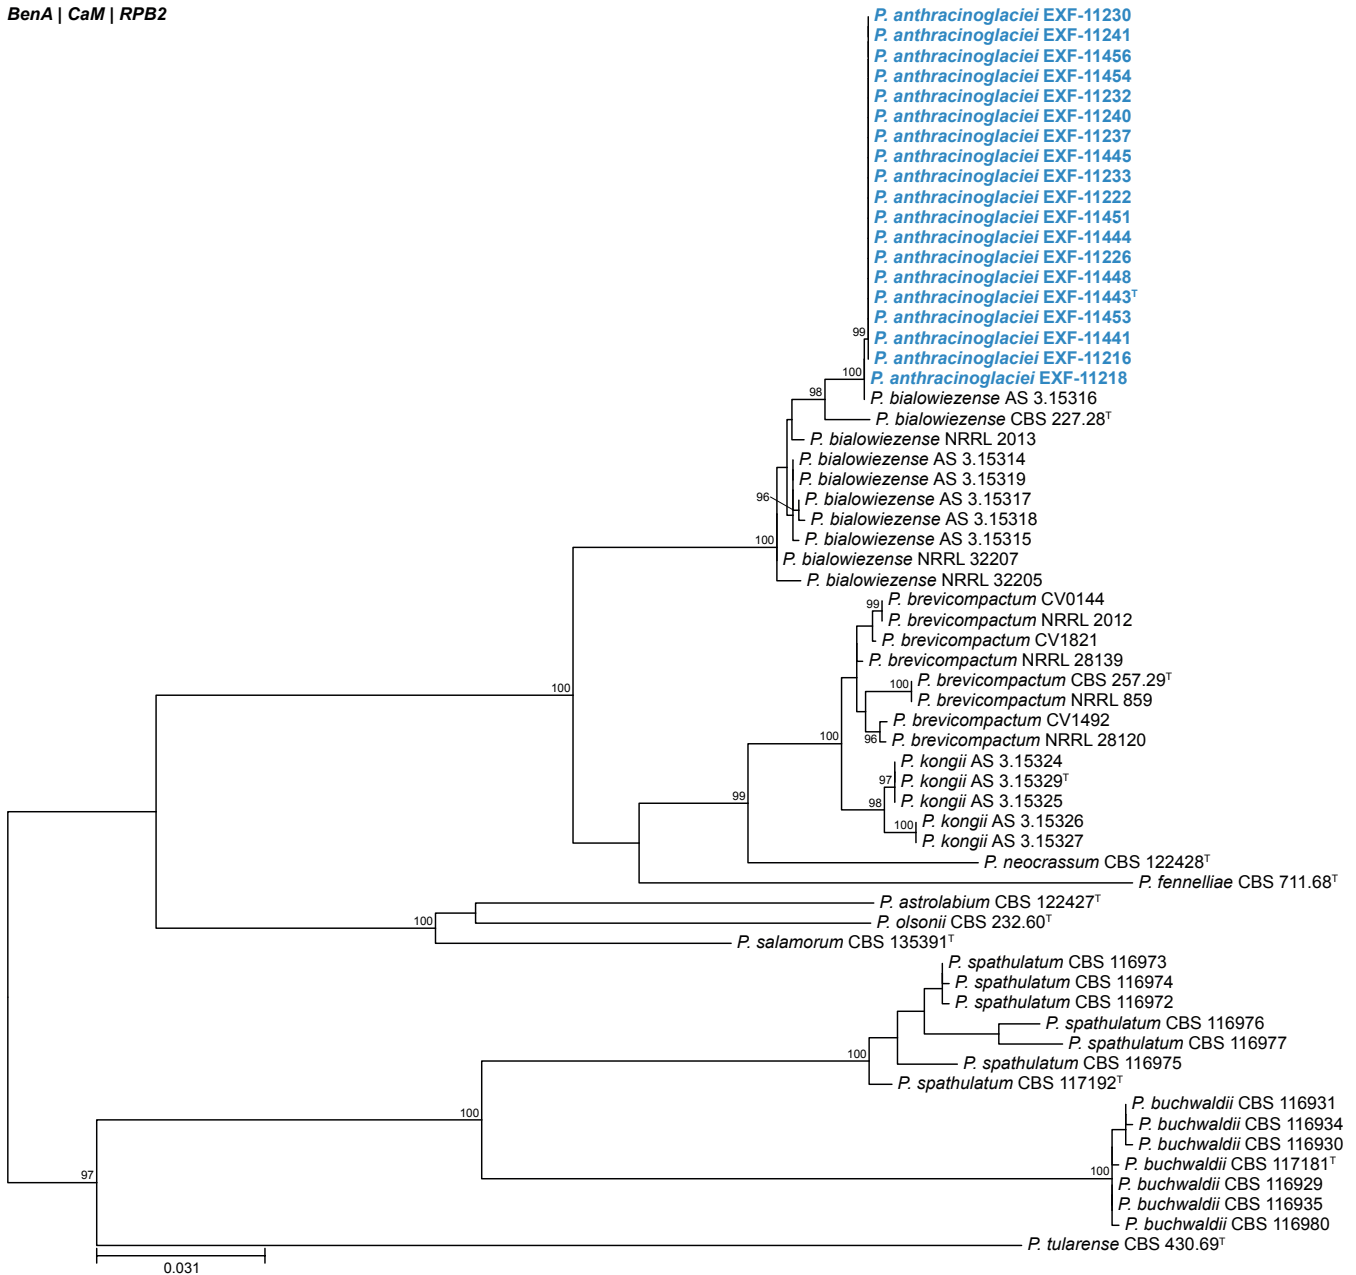 BenA | CaM | RPB2
P. anthracinoglaciei EXF-11230
P. anthracinoglaciei EXF-11241
P. anthracinoglaciei EXF-11456
P. anthracinoglaciei EXF-11454
P. anthracinoglaciei EXF-11232
P. anthracinoglaciei EXF-11240
P. anthracinoglaciei EXF-11237
P. anthracinoglaciei EXF-11445
P. anthracinoglaciei EXF-11233
P. anthracinoglaciei EXF-11222
P. anthracinoglaciei EXF-11451
P. anthracinoglaciei EXF-11444
P. anthracinoglaciei EXF-11226
P. anthracinoglaciei EXF-11448
P. anthracinoglaciei EXF-11443ᵀ
P. anthracinoglaciei EXF-11453
99
P. anthracinoglaciei EXF-11441
P. anthracinoglaciei EXF-11216
100
P. anthracinoglaciei EXF-11218
98
P. bialowiezense AS 3.15316
P. bialowiezense CBS 227.28ᵀ
P. bialowiezense NRRL 2013
P. bialowiezense AS 3.15314
P. bialowiezense AS 3.15319
96
P. bialowiezense AS 3.15317
P. bialowiezense AS 3.15318
100
P. bialowiezense AS 3.15315
P. bialowiezense NRRL 32207
P. bialowiezense NRRL 32205
99
P. brevicompactum CV0144
P. brevicompactum NRRL 2012
P. brevicompactum CV1821
P. brevicompactum NRRL 28139
100
100
P. brevicompactum CBS 257.29ᵀ
P. brevicompactum NRRL 859
P. brevicompactum CV1492
100
96
P. brevicompactum NRRL 28120
P. kongii AS 3.15324
97
P. kongii AS 3.15329ᵀ
99
98
P. kongii AS 3.15325
100
P. kongii AS 3.15326
P. kongii AS 3.15327
P. neocrassum CBS 122428ᵀ
P. fennelliae CBS 711.68ᵀ
P. astrolabium CBS 122427ᵀ
100
P. olsonii CBS 232.60ᵀ
P. salamorum CBS 135391ᵀ
P. spathulatum CBS 116973
P. spathulatum CBS 116974
P. spathulatum CBS 116972
P. spathulatum CBS 116976
P. spathulatum CBS 116977
100
P. spathulatum CBS 116975
P. spathulatum CBS 117192ᵀ
P. buchwaldii CBS 116931
100
P. buchwaldii CBS 116934
P. buchwaldii CBS 116930
P. buchwaldii CBS 117181ᵀ
97
100
P. buchwaldii CBS 116929
P. buchwaldii CBS 116935
P. buchwaldii CBS 116980
P. tularense CBS 430.69ᵀ
0.031